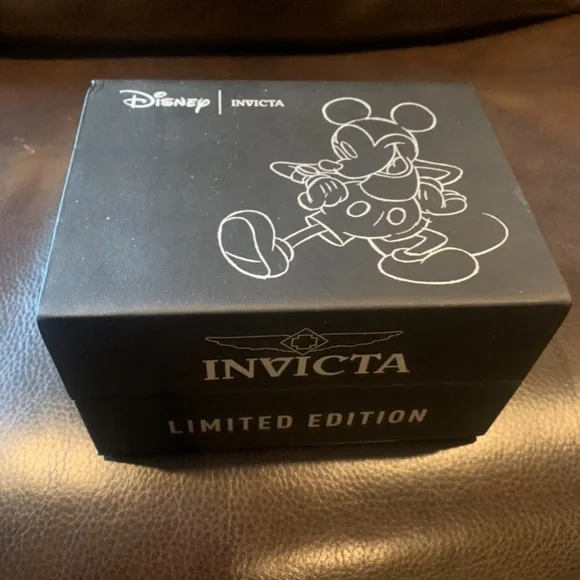 Disney | INVICTA
INVICTA
LIMITED EDITION